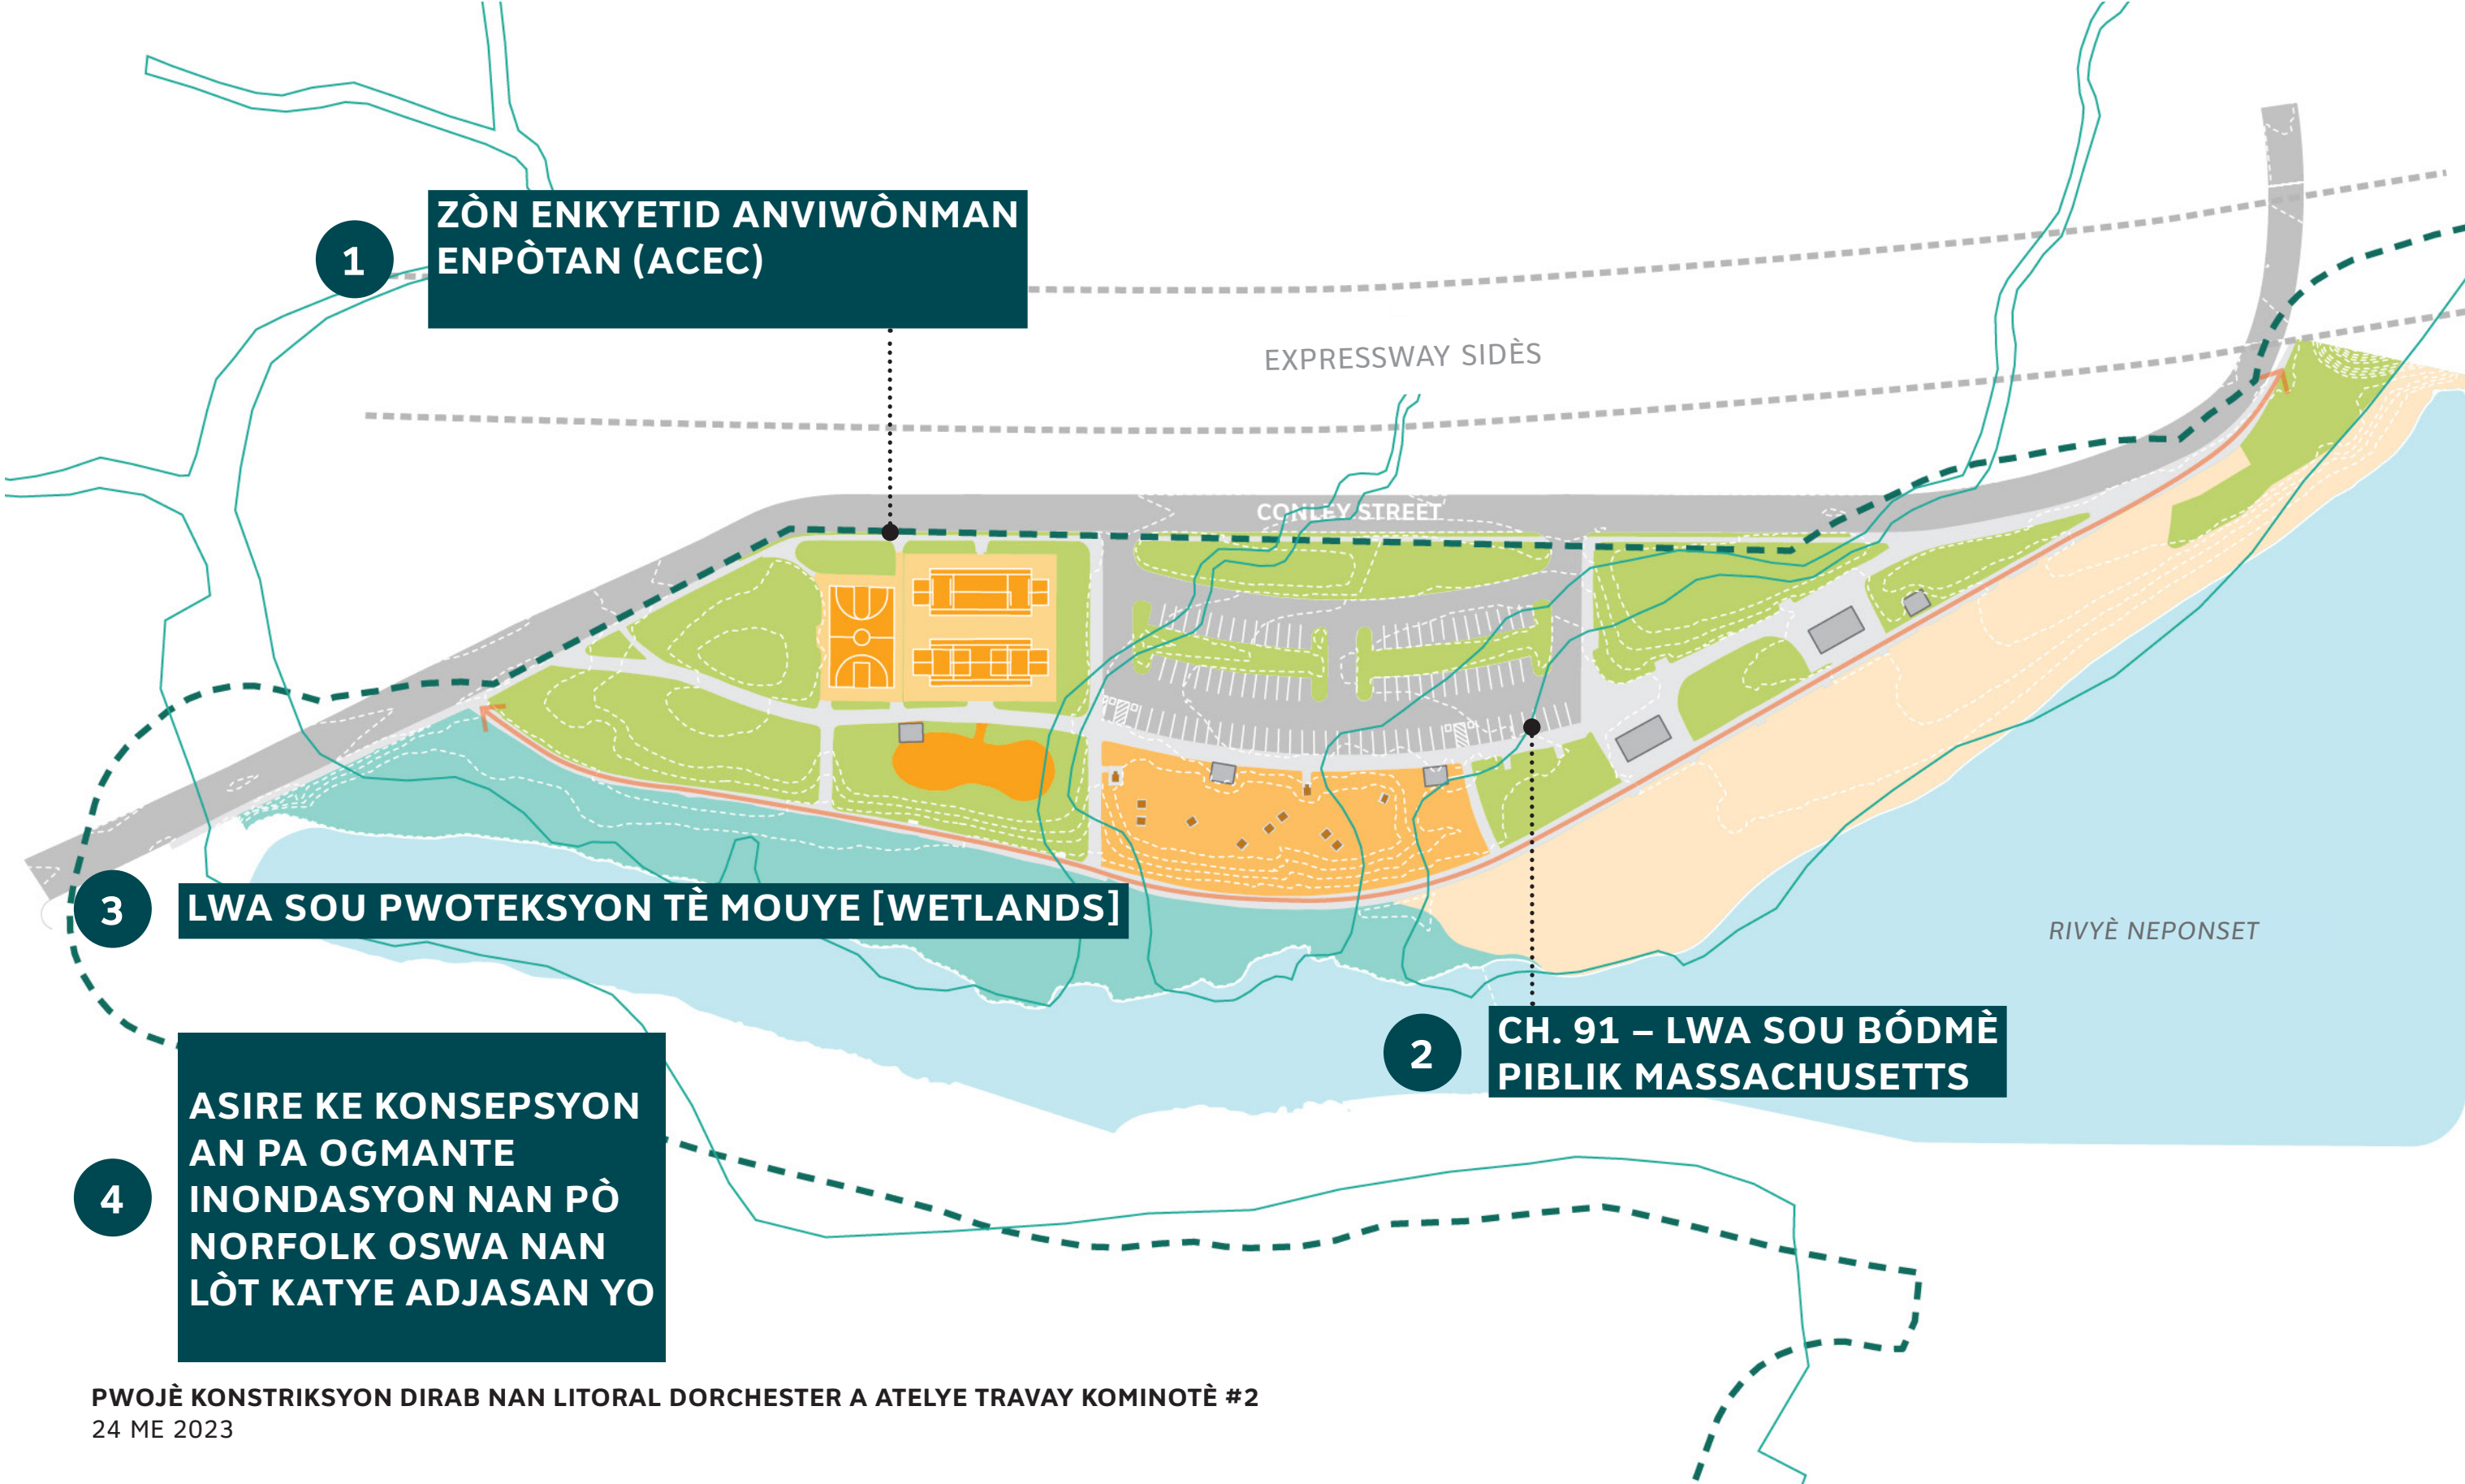 1
ZÒN ENKYETID ANVIWÒNMAN
ENPÒTAN (ACEC)
EXPRESSWAY SIDÈS
CONLEY STREET
3
LWA SOU PWOTEKSYON TÈ MOUYE [WETLANDS]
RIVYÈ NEPONSET
2
CH. 91 – LWA SOU BÓDMÈ
PIBLIK MASSACHUSETTS
4
ASIRE KE KONSEPSYON
AN PA OGMANTE
INONDASYON NAN PÒ
NORFOLK OSWA NAN
LÒT KATYE ADJASAN YO
PWOJÈ KONSTRIKSYON DIRAB NAN LITORAL DORCHESTER A ATELYE TRAVAY KOMINOTÈ #2
24 ME 2023